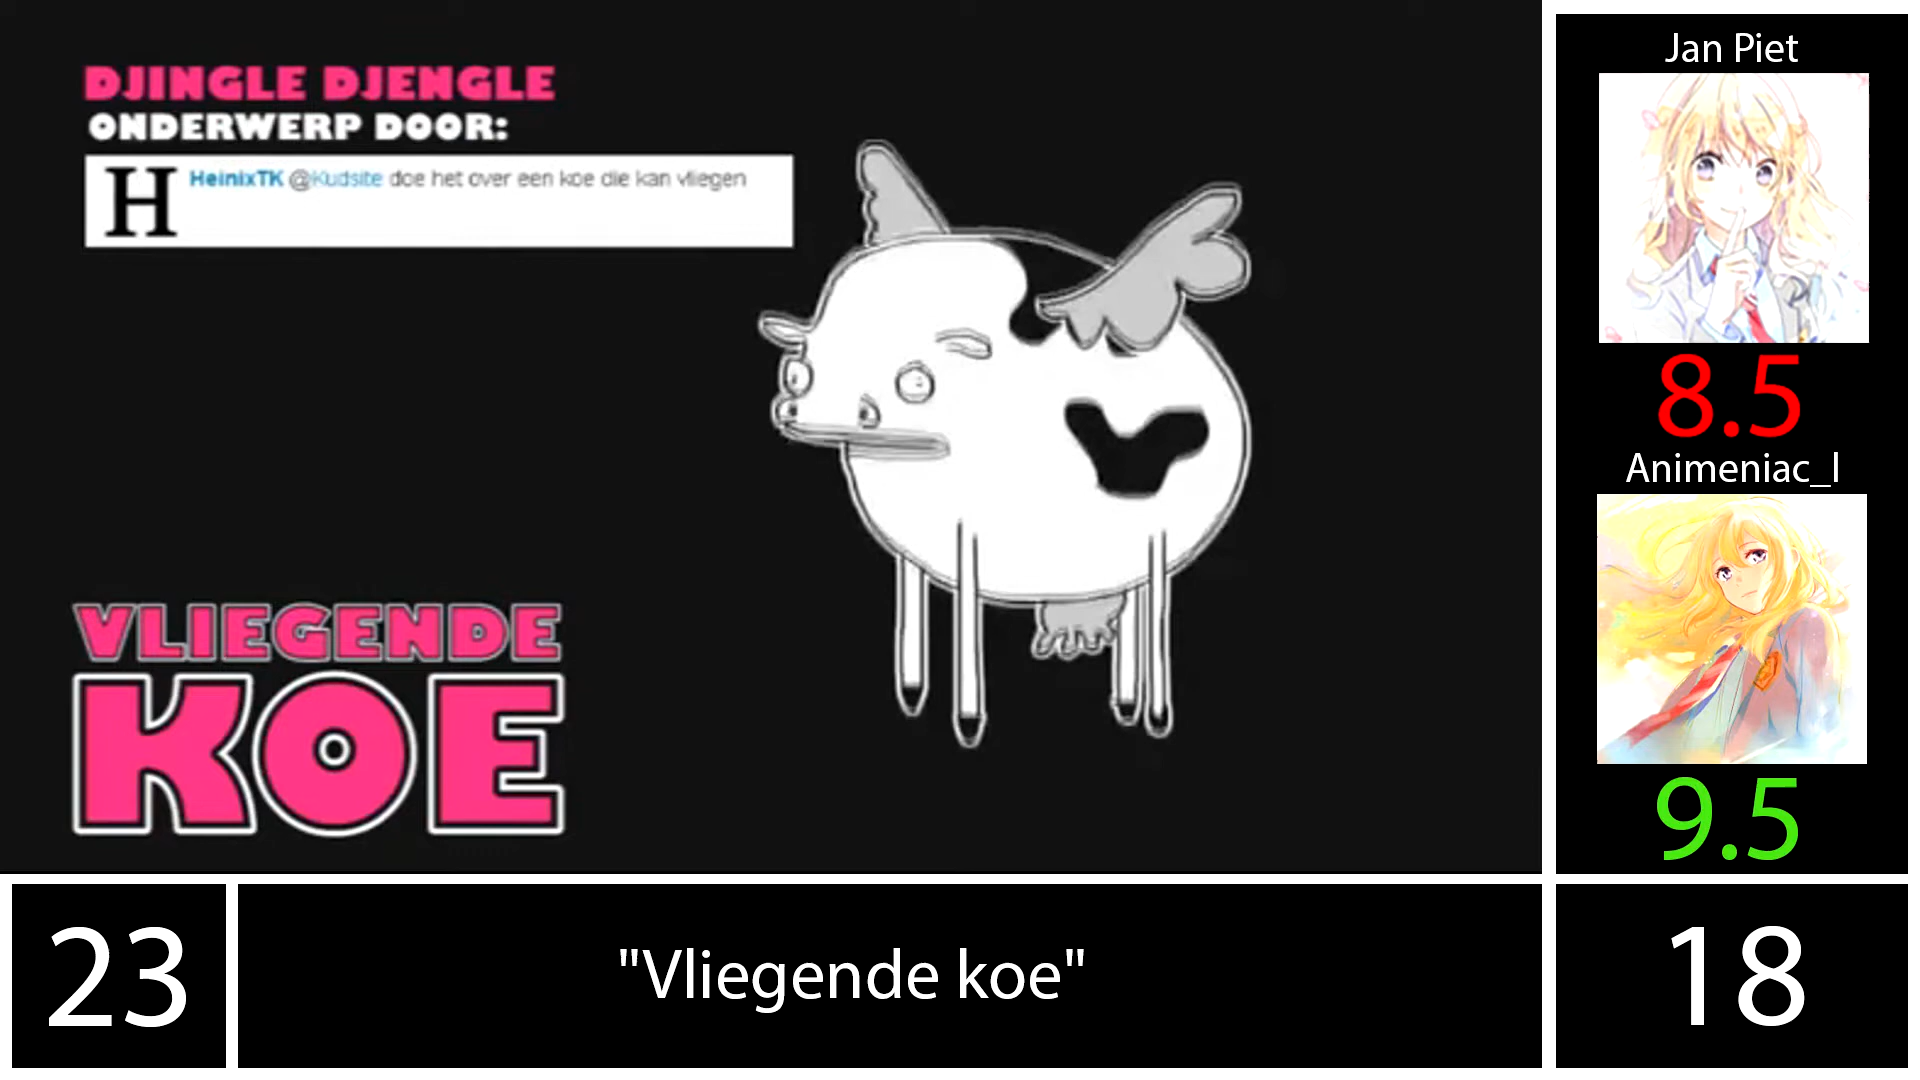 DJINGLE DJENGLE
ONDERWERP DOOR:
H
HeinixTK @Kudsite doe het over een koe die kan vliegen
VLIEGENDE
KOE
Jan Piet
8.5
Animeniac_l
9.5
23
"Vliegende koe"
18